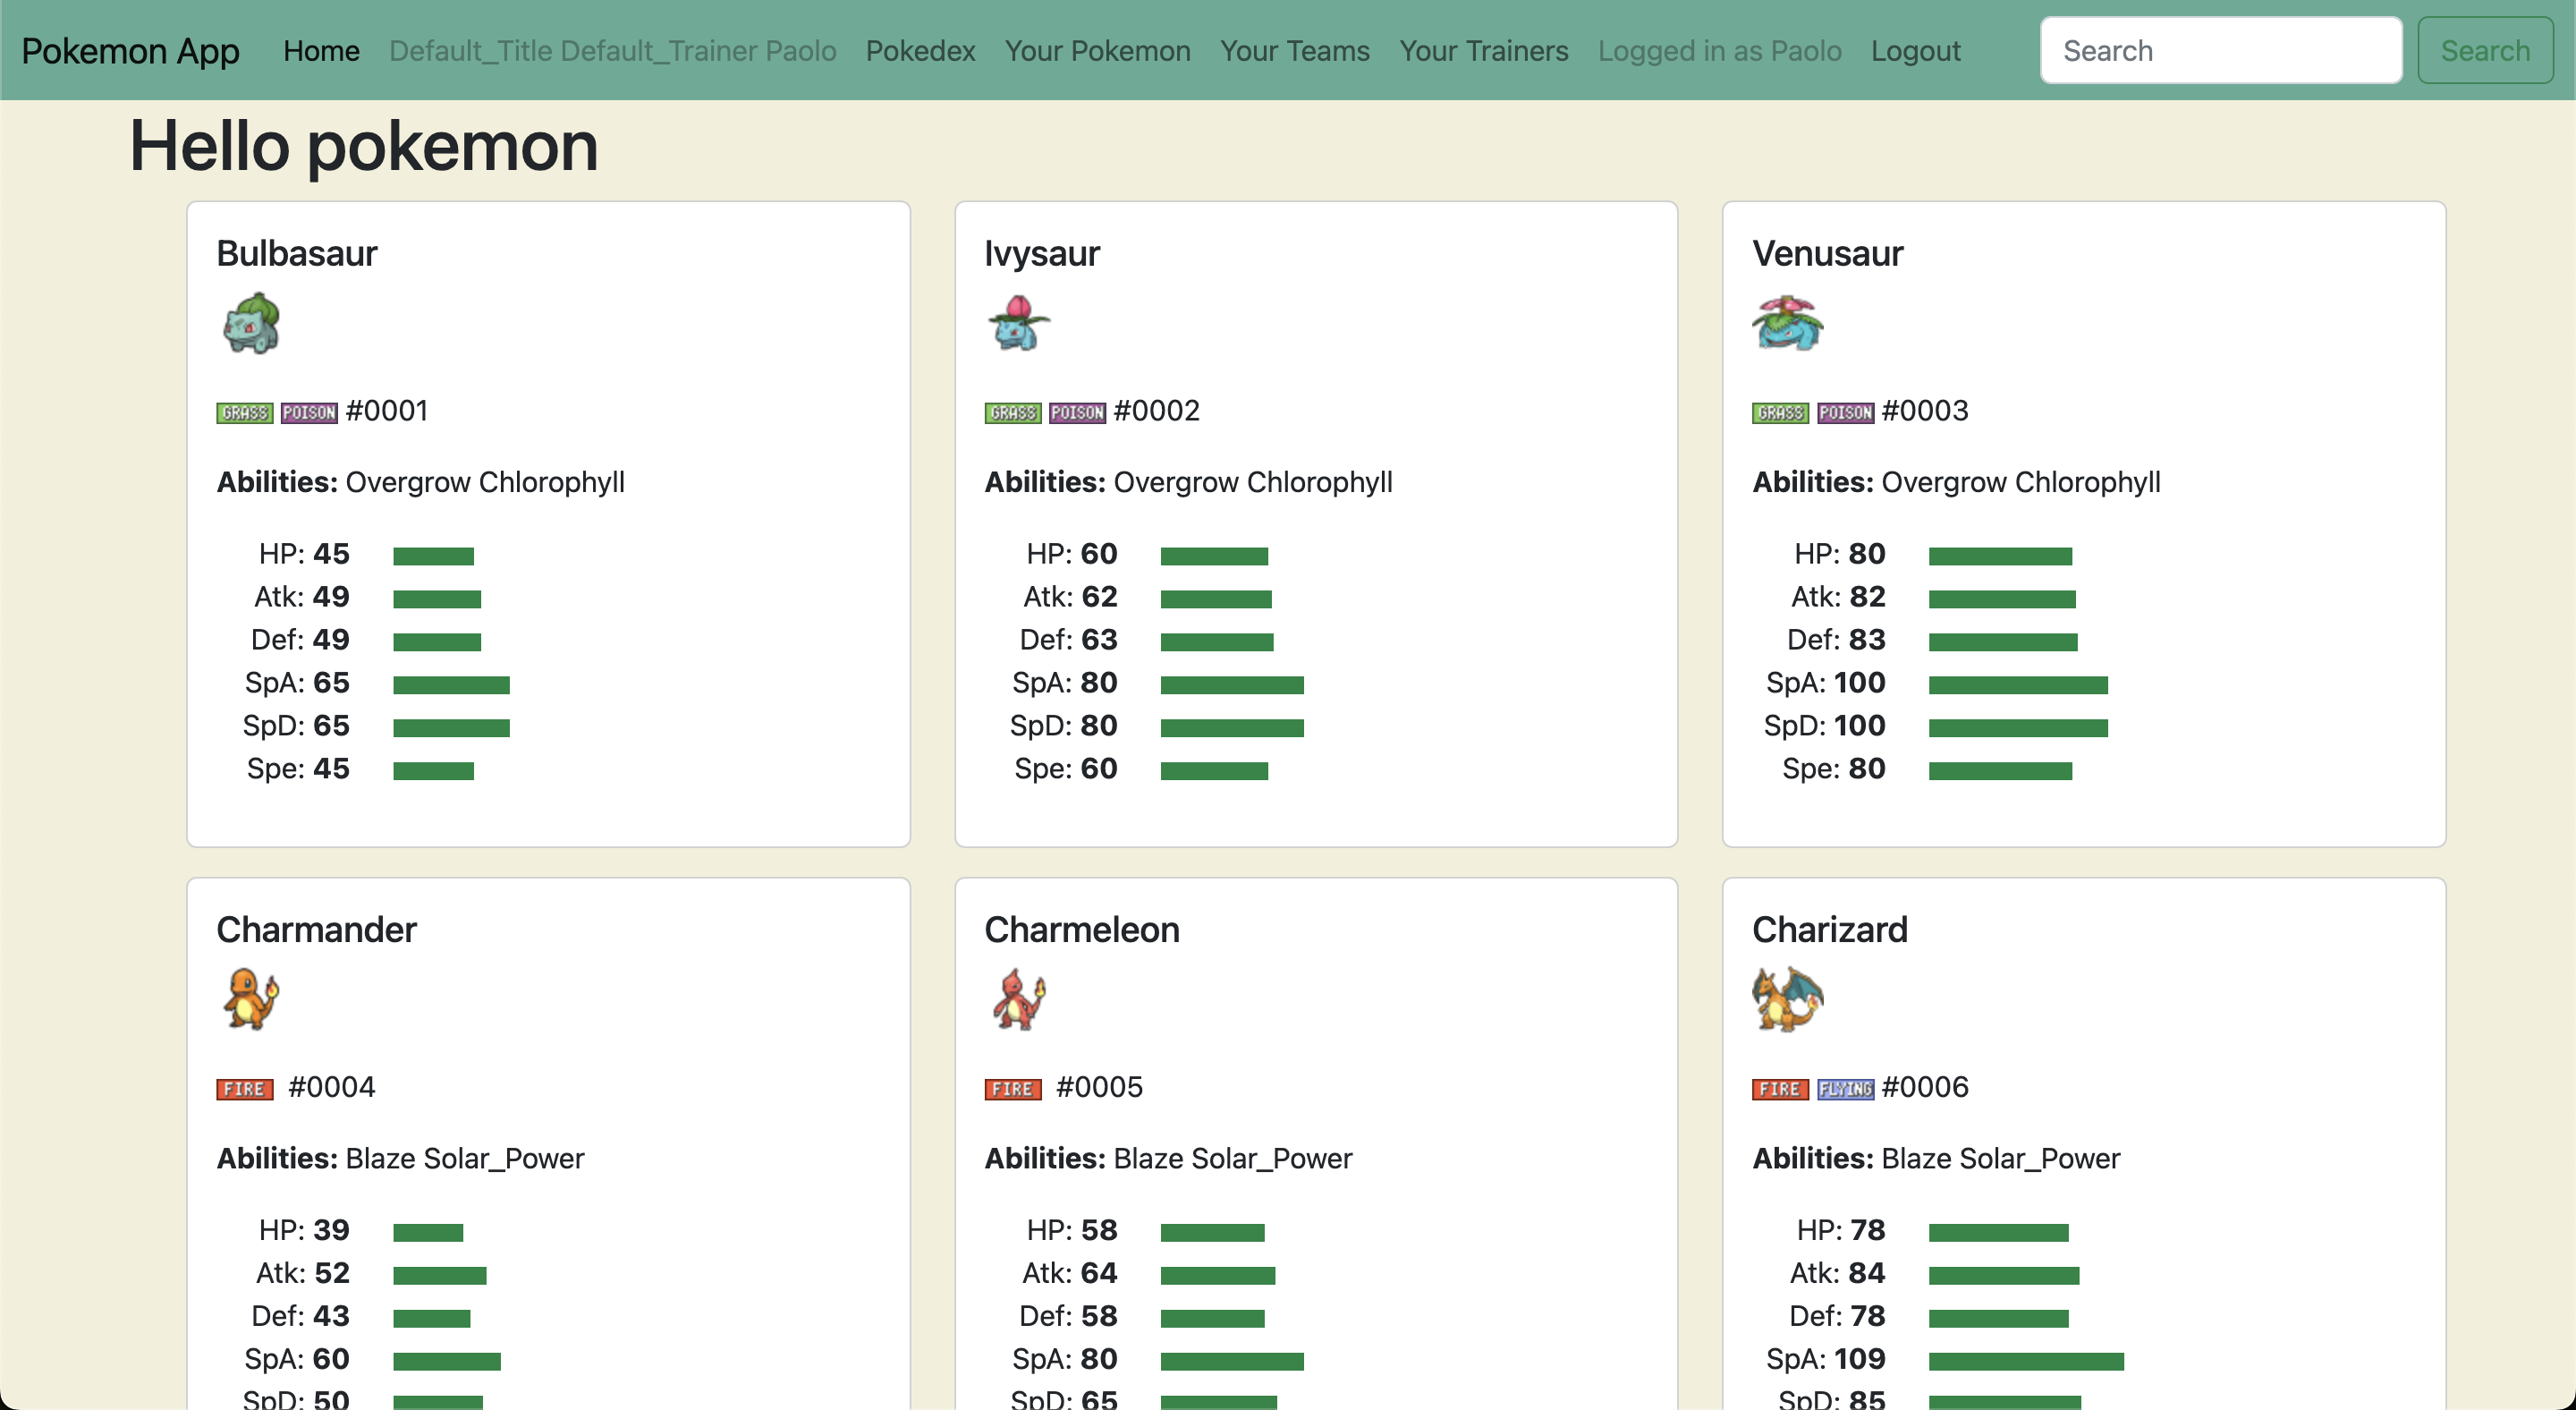 Pokemon App Home Default_Title Default_Trainer Paolo Pokedex Your Pokemon Your Teams Your Trainers Logged in as Paolo Logout Search Search
Hello pokemon
Bulbasaur
GRASS POISON #0001
Abilities: Overgrow Chlorophyll
HP: 45
Atk: 49
Def: 49
SpA: 65
SpD: 65
Spe: 45
Ivysaur
GRASS POISON #0002
Abilities: Overgrow Chlorophyll
HP: 60
Atk: 62
Def: 63
SpA: 80
SpD: 80
Spe: 60
Venusaur
GRASS POISON #0003
Abilities: Overgrow Chlorophyll
HP: 80
Atk: 82
Def: 83
SpA: 100
SpD: 100
Spe: 80
Charmander
FIRE #0004
Abilities: Blaze Solar_Power
HP: 39
Atk: 52
Def: 43
SpA: 60
SpD: 50
Charmeleon
FIRE #0005
Abilities: Blaze Solar_Power
HP: 58
Atk: 64
Def: 58
SpA: 80
SpD: 65
Charizard
FIRE FLYING #0006
Abilities: Blaze Solar_Power
HP: 78
Atk: 84
Def: 78
SpA: 109
SpD: 85